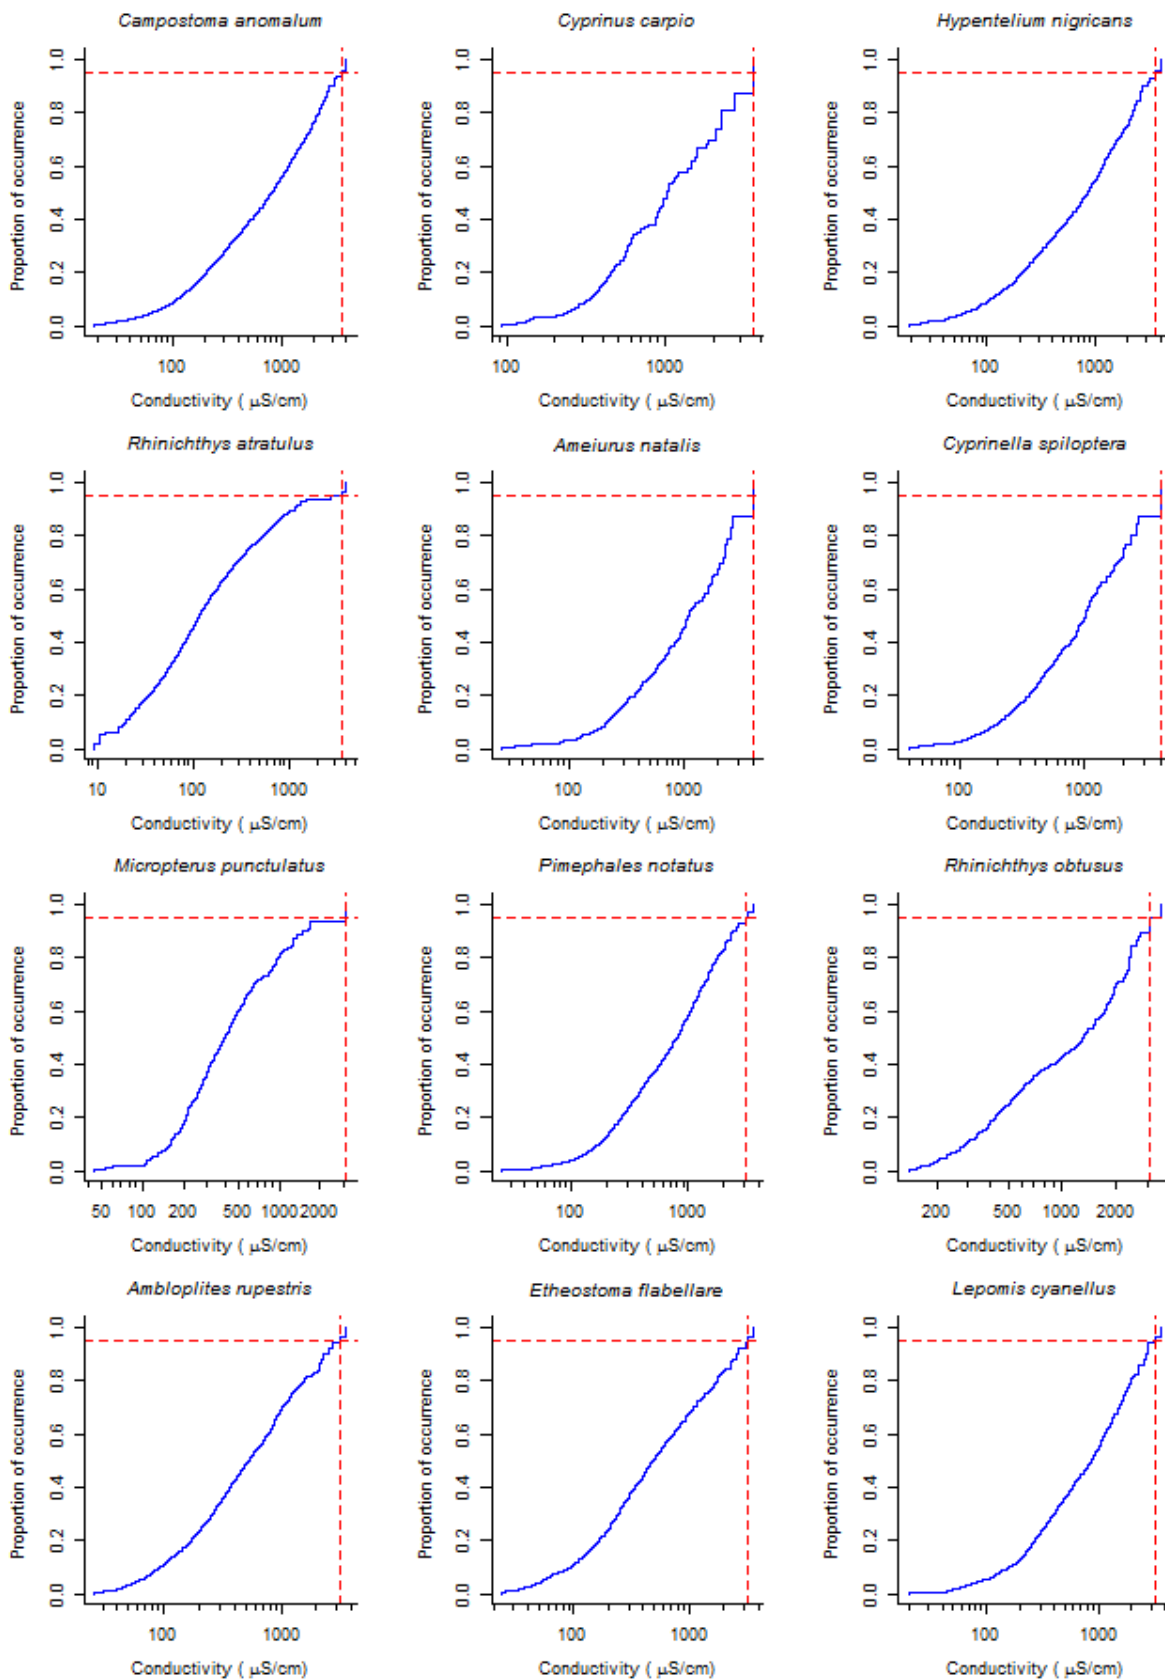 Campostoma anomalum
Cyprinus carpio
Hypentelium nigricans
Proportion of occurrence
0.0 0.2 0.4 0.6 0.8 1.0
100 1000
Conductivity ( μS/cm)
Proportion of occurrence
0.0 0.2 0.4 0.6 0.8 1.0
100 1000
Conductivity ( μS/cm)
Proportion of occurrence
0.0 0.2 0.4 0.6 0.8 1.0
100 1000
Conductivity ( μS/cm)
Rhinichthys atratulus
Ameiurus natalis
Cyprinella spiloptera
Proportion of occurrence
0.0 0.2 0.4 0.6 0.8 1.0
10 100 1000
Conductivity ( μS/cm)
Proportion of occurrence
0.0 0.2 0.4 0.6 0.8 1.0
100 1000
Conductivity ( μS/cm)
Proportion of occurrence
0.0 0.2 0.4 0.6 0.8 1.0
100 1000
Conductivity ( μS/cm)
Micropterus punctulatus
Pimephales notatus
Rhinichthys obtusus
Proportion of occurrence
0.0 0.2 0.4 0.6 0.8 1.0
50 100 200 500 1000 2000
Conductivity ( μS/cm)
Proportion of occurrence
0.0 0.2 0.4 0.6 0.8 1.0
100 1000
Conductivity ( μS/cm)
Proportion of occurrence
0.0 0.2 0.4 0.6 0.8 1.0
200 500 1000 2000
Conductivity ( μS/cm)
Ambloplites rupestris
Etheostoma flabellare
Lepomis cyanellus
Proportion of occurrence
0.0 0.2 0.4 0.6 0.8 1.0
100 1000
Conductivity ( μS/cm)
Proportion of occurrence
0.0 0.2 0.4 0.6 0.8 1.0
100 1000
Conductivity ( μS/cm)
Proportion of occurrence
0.0 0.2 0.4 0.6 0.8 1.0
100 1000
Conductivity ( μS/cm)